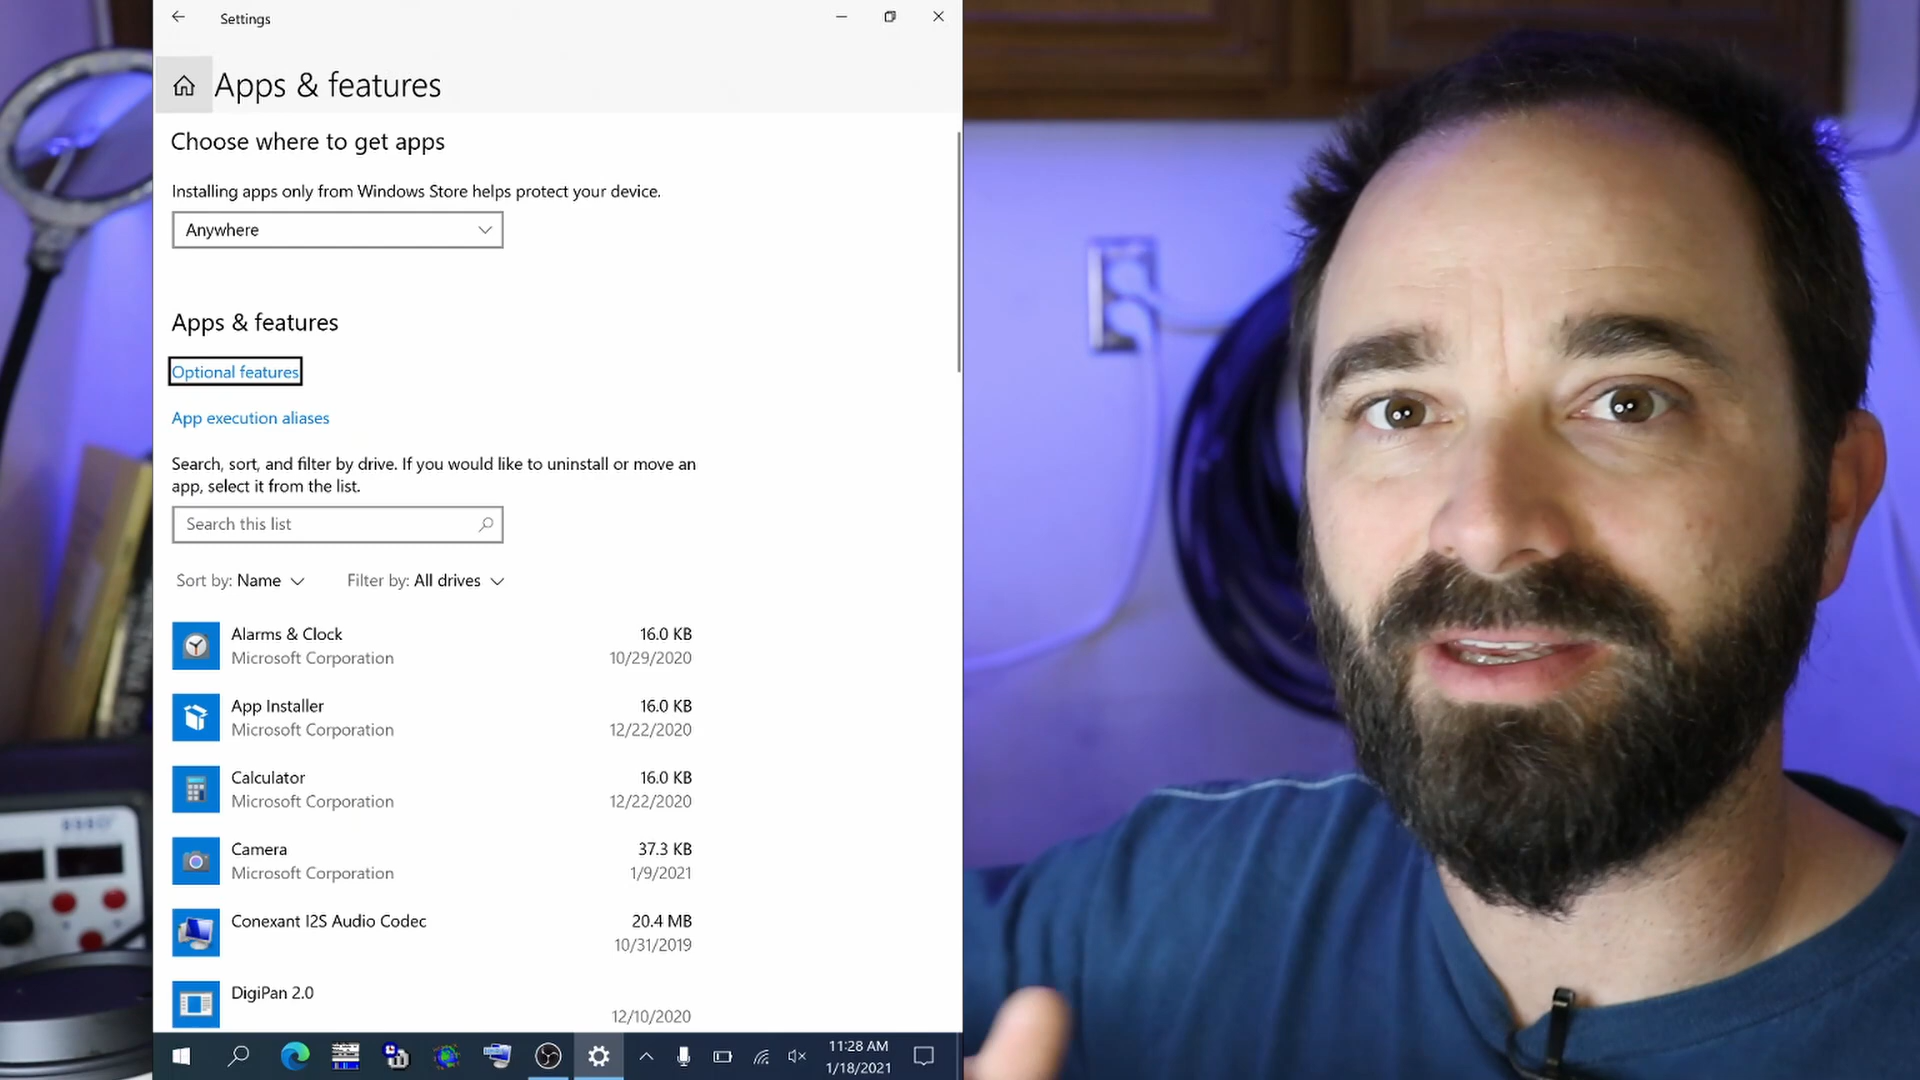 Settings
Apps & features
Choose where to get apps
Installing apps only from Windows Store helps protect your device.
Anywhere
Apps & features
Optional features
App execution aliases
Search, sort, and filter by drive. If you would like to uninstall or move an
app, select it from the list.
Search this list
Sort by: Name Filter by: All drives
Alarms & Clock 16.0 KB
Microsoft Corporation 10/29/2020
App Installer 16.0 KB
Microsoft Corporation 12/22/2020
Calculator 16.0 KB
Microsoft Corporation 12/22/2020
Camera 37.3 KB
Microsoft Corporation 1/9/2021
Conexant I2S Audio Codec 20.4 MB
10/31/2019
DigiPan 2.0
12/10/2020
11:28 AM
1/18/2021